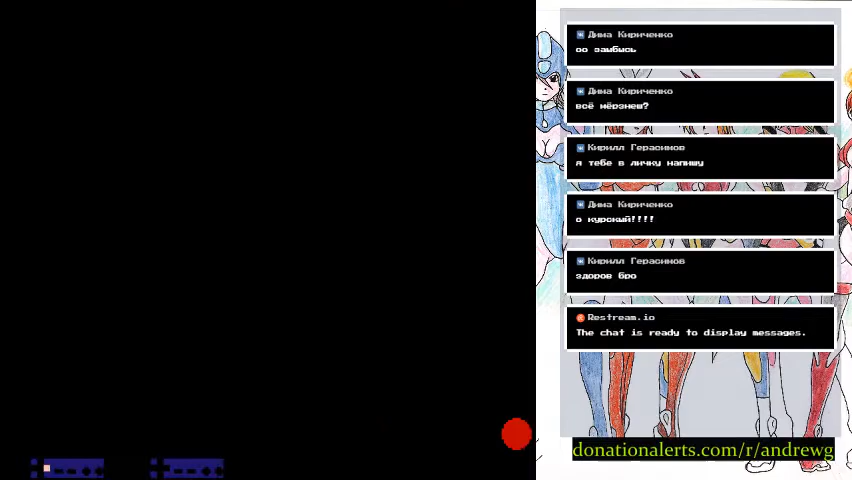 Дима Кириченко
оо заибись
Дима Кириченко
всё мёрзнеш?
Кирилл Герасимов
я тебе в личку напишу
Дима Кириченко
о курский!!!!
Кирилл Герасимов
здоров бро
Restream.io
The chat is ready to display messages.
donationalerts.com/r/andrewg